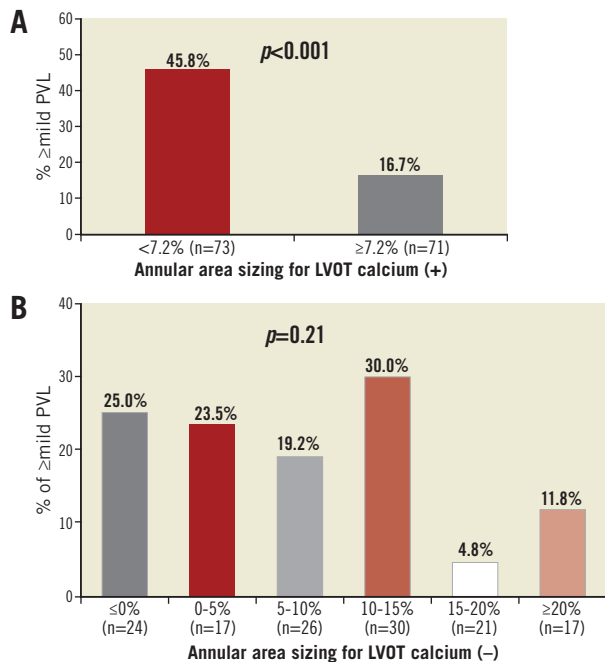 A
60
50
40
30
20
10
0
% ≥mild PVL
p<0.001
45.8%
16.7%
<7.2% (n=73) ≥7.2% (n=71)
Annular area sizing for LVOT calcium (+)
B
40
30
20
10
0
% of ≥mild PVL
p=0.21
25.0%
23.5%
19.2%
30.0%
4.8%
11.8%
≤0% 0–5% 5-10% 10-15% 15-20% ≥20%
(n=24) (n=17) (n=26) (n=30) (n=21) (n=17)
Annular area sizing for LVOT calcium (–)